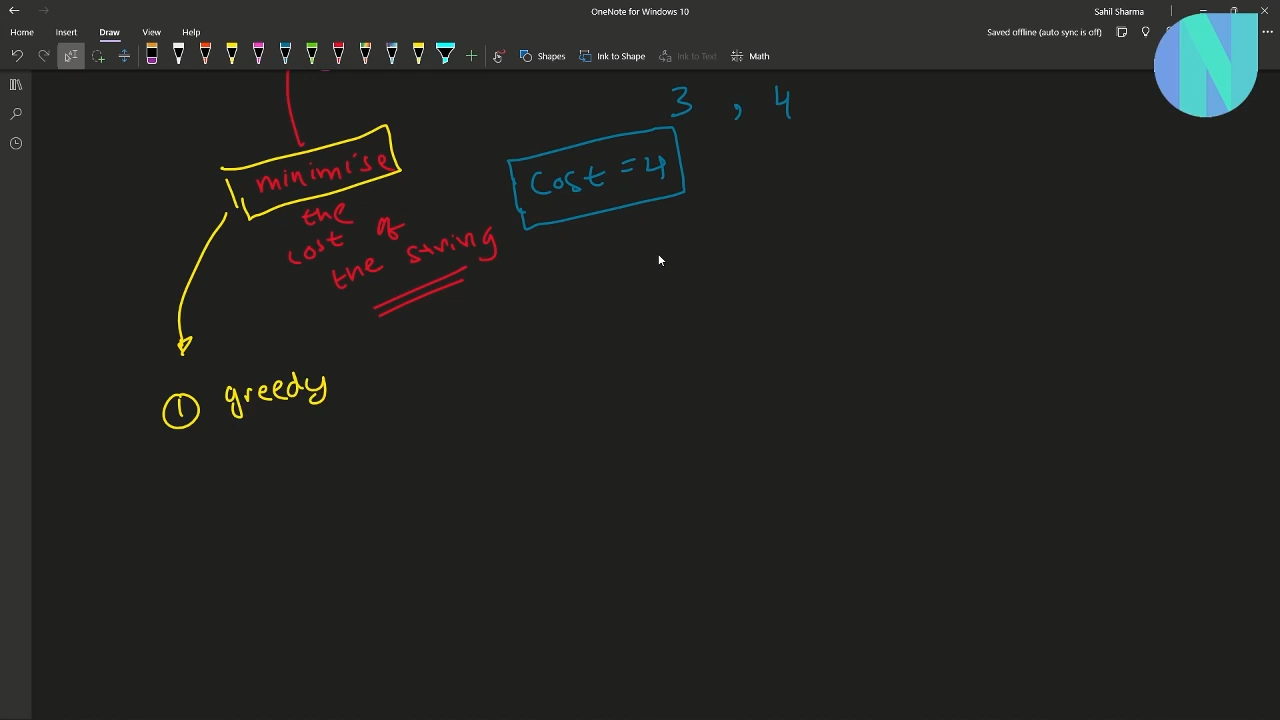 OneNote for Windows 10
Sahil Sharma
Home Insert Draw View Help
Saved offline (auto sync is off)
Shapes Ink to Shape Ink to Text Math
3 , 4
minimise
the
cost of
the string
Cost = 4
1 greedy